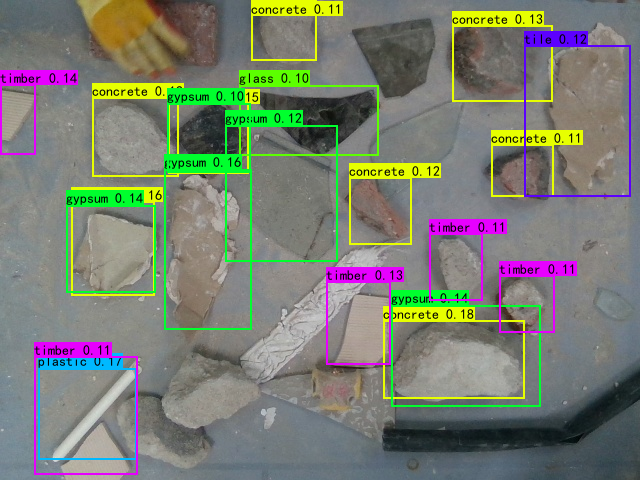 concrete 0.11
concrete 0.13
tile 0.12
timber 0.14
glass 0.10
concrete 0.
gypsum 0.10
15
gypsum 0.12
concrete 0.11
gypsum 0.16
concrete 0.12
gypsum 0.14
16
timber 0.11
timber 0.11
timber 0.13
gypsum 0.14
concrete 0.18
timber 0.11
plastic 0.17